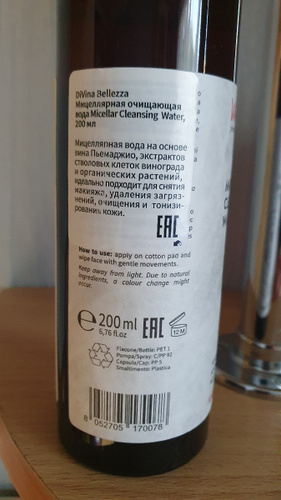 DiVina Bellezza
Мицеллярная очищающая
вода Micellar Cleansing Water,
200 мл
Мицеллярная вода на основе
вина Пьемаджио, экстрактов
стволовых клеток винограда
и органических растений,
идеально подходит для снятия
макияжа, удаления загряз-
нений, очищения и тонизи-
рования кожи.
EAC
How to use: apply on cotton pad and
wipe face with gentle movements.
Keep away from light. Due to natural
ingredients, a colour change might
occur.
℮ 200 ml EAC 12 M
6,76 fl.oz
Flacone/Bottle: PET 1
Pompa/Spray: C/PP 92
Capsula/Cap: PP 5
Smaltimento: Plastica
8 052705 170078